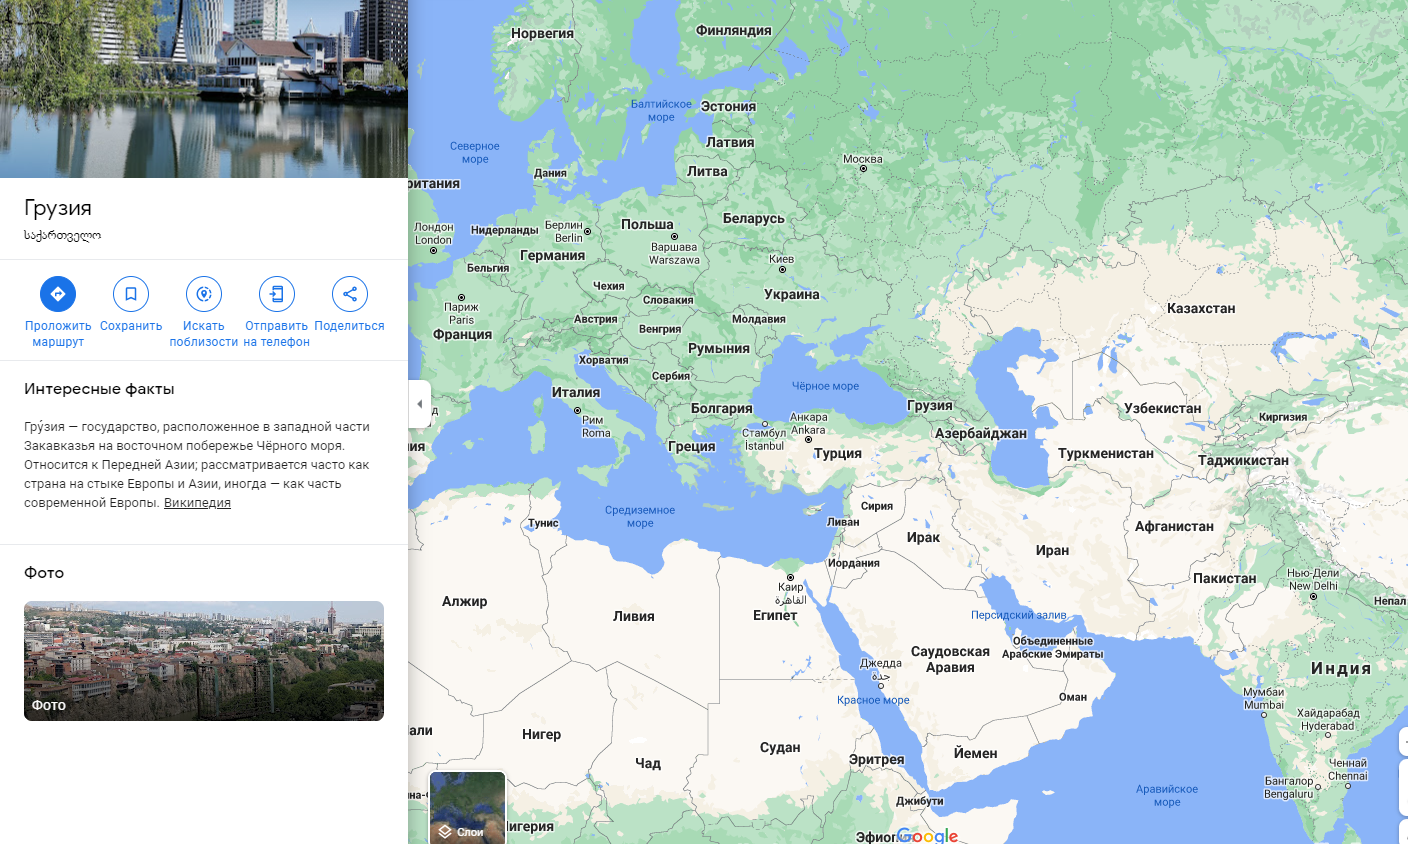 Грузия
საქართველო
Проложить маршрут
Сохранить
Искать поблизости
Отправить на телефон
Поделиться
Интересные факты
Гру́зия — государство, расположенное в западной части
Закавказья на восточном побережье Чёрного моря.
Относится к Передней Азии; рассматривается часто как
страна на стыке Европы и Азии, иногда — как часть
современной Европы. Википедия
Фото
Фото
Норвегия
Финляндия
Балтийское
море
Эстония
Латвия
Северное
море
Москва
Дания
Литва
ритания
Беларусь
Лондон
London
Нидерланды
Берлин
Berlin
Польша
Варшава
Warszawa
Германия
Бельгия
Киев
Чехия
Украина
Париж
Paris
Словакия
Казахстан
Австрия
Молдавия
Венгрия
Франция
Румыния
Хорватия
Сербия
Чёрное море
Италия
Болгария
Грузия
Узбекистан
Киргизия
Рим
Roma
Анкара
Ankara
Стамбул
İstanbul
Азербайджан
Греция
ия
Турция
Туркменистан
Таджикистан
Средиземное
море
Тунис
Сирия
Ливан
Афганистан
Ирак
Иран
Иордания
Пакистан
Нью-Дели
New Delhi
Каир
القاهرة
Непал
Алжир
Ливия
Египет
Персидский залив
Объединенные
Арабские Эмираты
Саудовская
Аравия
Джедда
جدة
Индия
Красное море
Оман
Мумбаи
Mumbai
Хайдарабад
Hyderabad
али
Нигер
Чад
Судан
Эритрея
Йемен
Ченнай
Chennai
Бангалор
Bengaluru
Аравийское
море
на-
Джибути
Слои
Нигерия
Эфиоп
Google